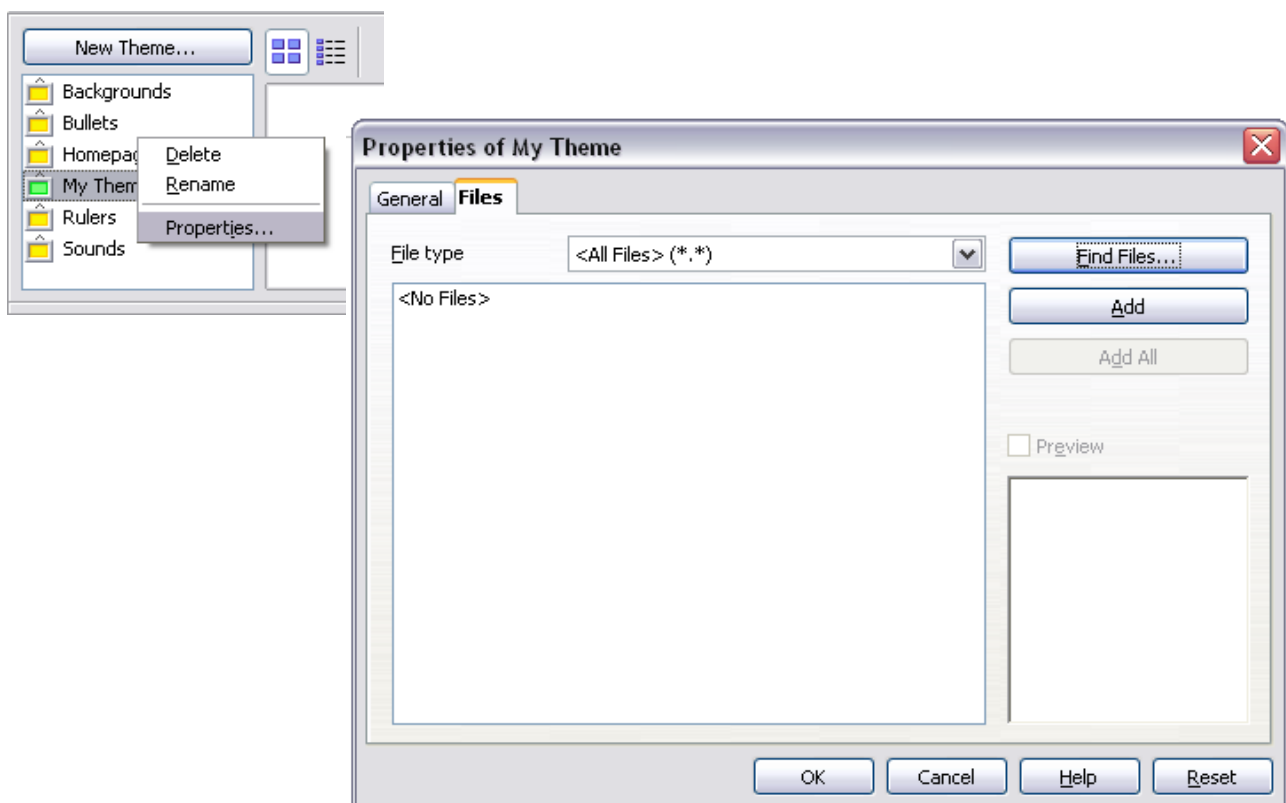 New Theme...
Backgrounds
Bullets
Homepag
My Them
Rulers
Sounds
Delete
Rename
Properties...
Properties of My Theme
General Files
File type <All Files> (*.*) Find Files...
<No Files>
Add
Add All
Preview
OK Cancel Help Reset